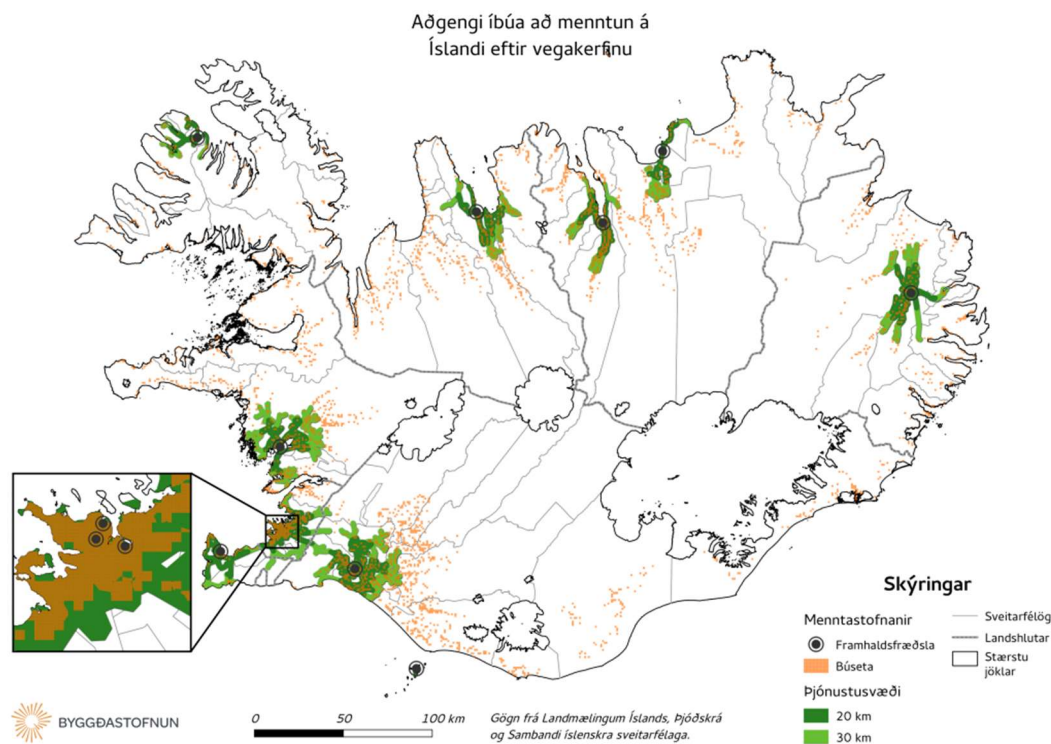 Aðgengi íbúa að menntun á
Íslandi eftir vegakerfinu
Skýringar
Menntastofnanir
Framhaldsfræðsla
Búseta
Þjónustusvæði
20 km
30 km
Sveitarfélög
Landshlutar
Stærstu
jöklar
BYGGÐASTOFNUN
0 50 100 km
Gögn frá Landmælingum Íslands, Þjóðskrá
og Sambandi íslenskra sveitarfélaga.